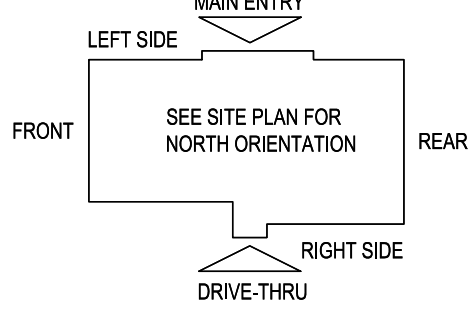 MAIN ENTRY
LEFT SIDE
FRONT
SEE SITE PLAN FOR
NORTH ORIENTATION
REAR
RIGHT SIDE
DRIVE-THRU